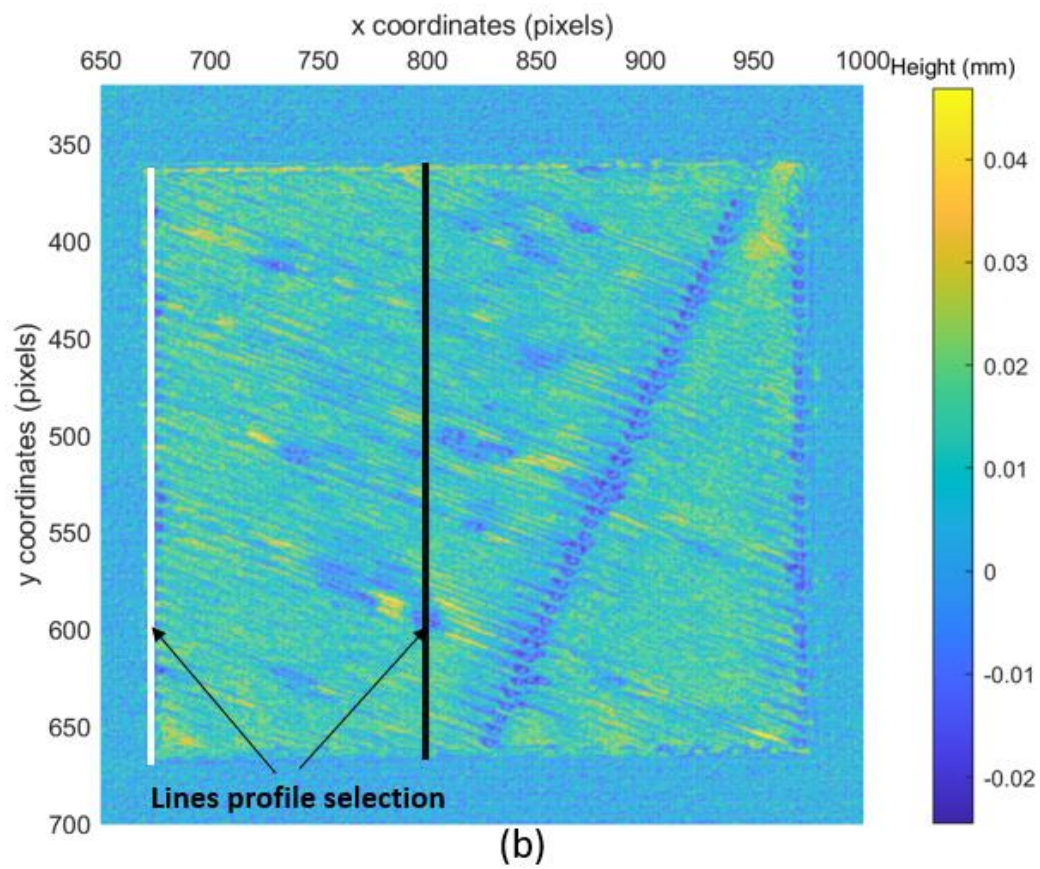 x coordinates (pixels)
650 700 750 800 850 900 950 1000
Height (mm)
y coordinates (pixels)
350
400
450
500
550
600
650
700
0.04
0.03
0.02
0.01
0
-0.01
-0.02
Lines profile selection
(b)